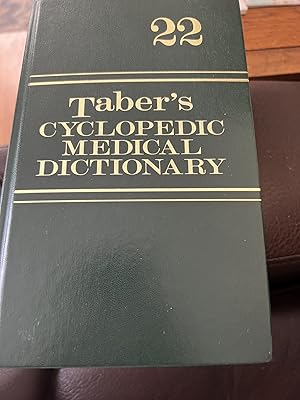 22
Taber's
CYCLOPEDIC
MEDICAL
DICTIONARY